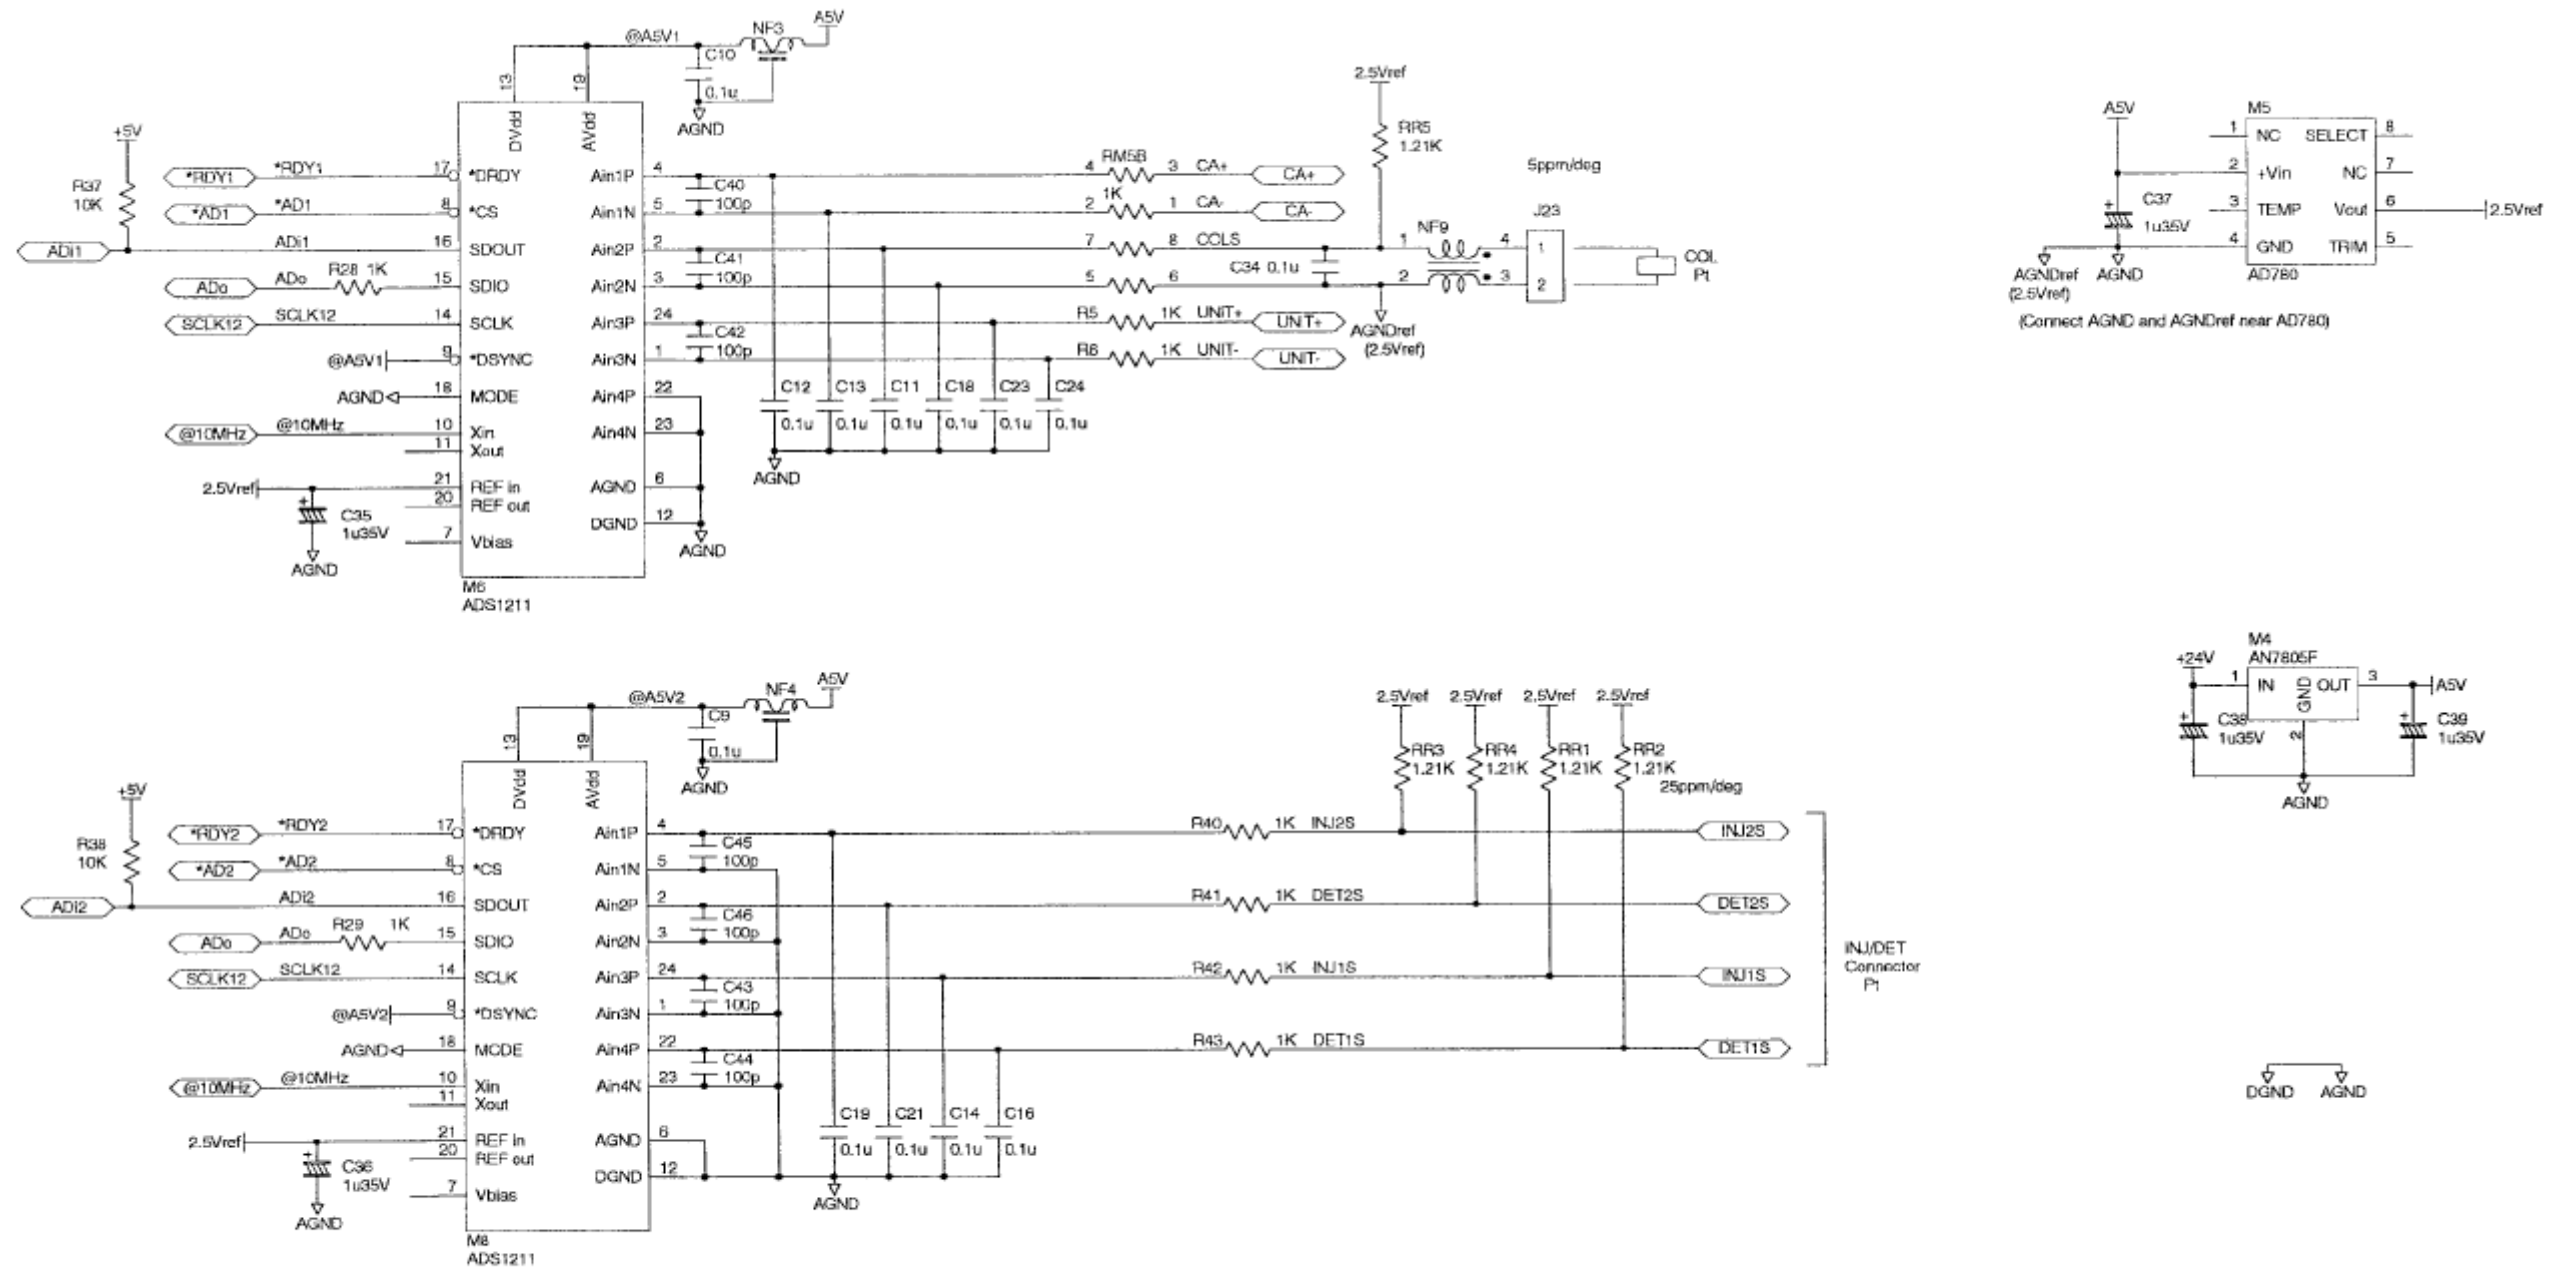 A5V
NF3
@A5V1
C10
0.1u
AGND
13
19
DVdd
AVdd
+5V
R37
10K
*RDY1
*RDY1
17
*DRDY
*AD1
*AD1
8
*CS
ADi1
ADi1
16
SDOUT
ADo
ADo
R28 1K
15
SDIO
SCLK12
SCLK12
14
SCLK
@A5V1
9
*DSYNC
AGND
18
MODE
@10MHz
@10MHz
10
Xin
11
Xout
2.5Vref
21
REF in
20
REF out
C35
1u35V
AGND
7
Vbias
M6
ADS1211
Ain1P
4
C40
100p
Ain1N
5
Ain2P
2
C41
100p
Ain2N
3
Ain3P
24
C42
100p
Ain3N
1
Ain4P
22
Ain4N
23
AGND
6
DGND
12
AGND
C12
0.1u
C13
0.1u
C11
0.1u
C18
0.1u
C23
0.1u
C24
0.1u
AGND
RM5B
4
3
CA+
CA+
1K
2
1
CA-
CA-
7
8
COLS
5
6
R5
1K
UNIT+
UNIT+
R6
1K
UNIT-
UNIT-
2.5Vref
RR5
1.21K
C34 0.1u
AGNDref
(2.5Vref)
5ppm/deg
NF9
1
4
2
3
J23
1
2
COL
Pt
A5V
M5
1
NC
SELECT
8
2
+Vin
NC
7
3
TEMP
Vout
6
2.5Vref
4
GND
TRIM
5
AD780
C37
1u35V
AGNDref
(2.5Vref)
AGND
(Connect AGND and AGNDref near AD780)
A5V
NF4
@A5V2
C9
0.1u
AGND
13
19
DVdd
AVdd
+5V
R38
10K
*RDY2
*RDY2
17
*DRDY
*AD2
*AD2
8
*CS
ADi2
ADi2
16
SDOUT
ADo
ADo
R29 1K
15
SDIO
SCLK12
SCLK12
14
SCLK
@A5V2
9
*DSYNC
AGND
18
MODE
@10MHz
@10MHz
10
Xin
11
Xout
2.5Vref
21
REF in
20
REF out
C36
1u35V
AGND
7
Vbias
M8
ADS1211
Ain1P
4
C45
100p
Ain1N
5
Ain2P
2
C46
100p
Ain2N
3
Ain3P
24
C43
100p
Ain3N
1
Ain4P
22
C44
100p
Ain4N
23
AGND
6
DGND
12
C19
0.1u
C21
0.1u
C14
0.1u
C16
0.1u
AGND
2.5Vref
2.5Vref
2.5Vref
2.5Vref
RR3
1.21K
RR4
1.21K
RR1
1.21K
RR2
1.21K
25ppm/deg
R40
1K
INJ2S
INJ2S
R41
1K
DET2S
DET2S
R42
1K
INJ1S
INJ1S
R43
1K
DET1S
DET1S
INJ/DET
Connector
Pt
M4
AN7805F
+24V
1
IN
GND
OUT
3
A5V
2
C38
1u35V
C39
1u35V
AGND
DGND
AGND